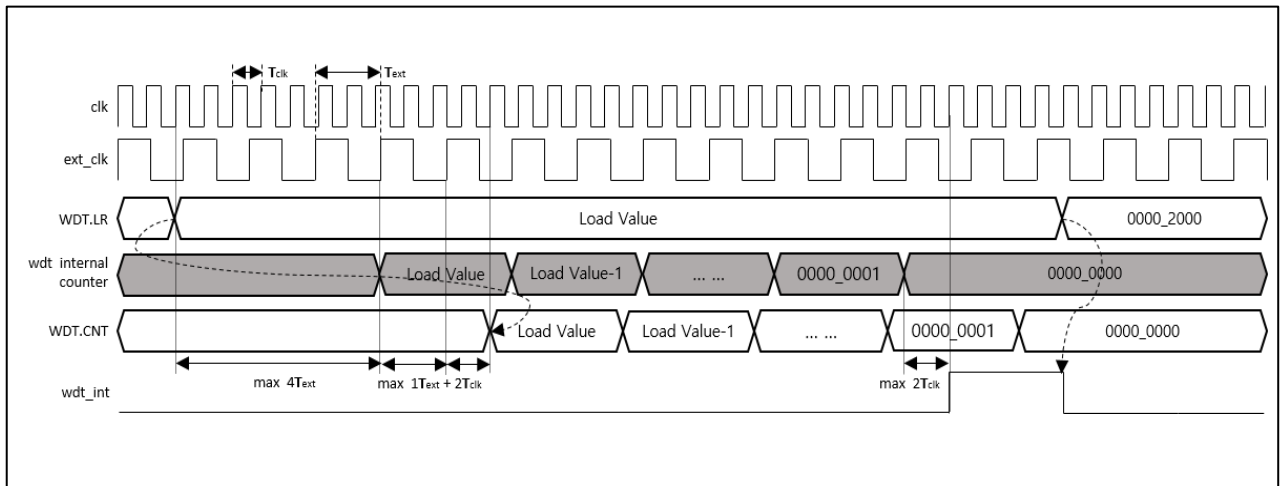 Tclk Text
clk
ext_clk
WDT.LR Load Value 0000_2000
wdt internal
counter
Load Value Load Value-1 ... ... 0000_0001 0000_0000
WDT.CNT Load Value Load Value-1 ... ... 0000_0001 0000_0000
max 4Text max 1Text + 2Tclk max 2Tclk
wdt_int